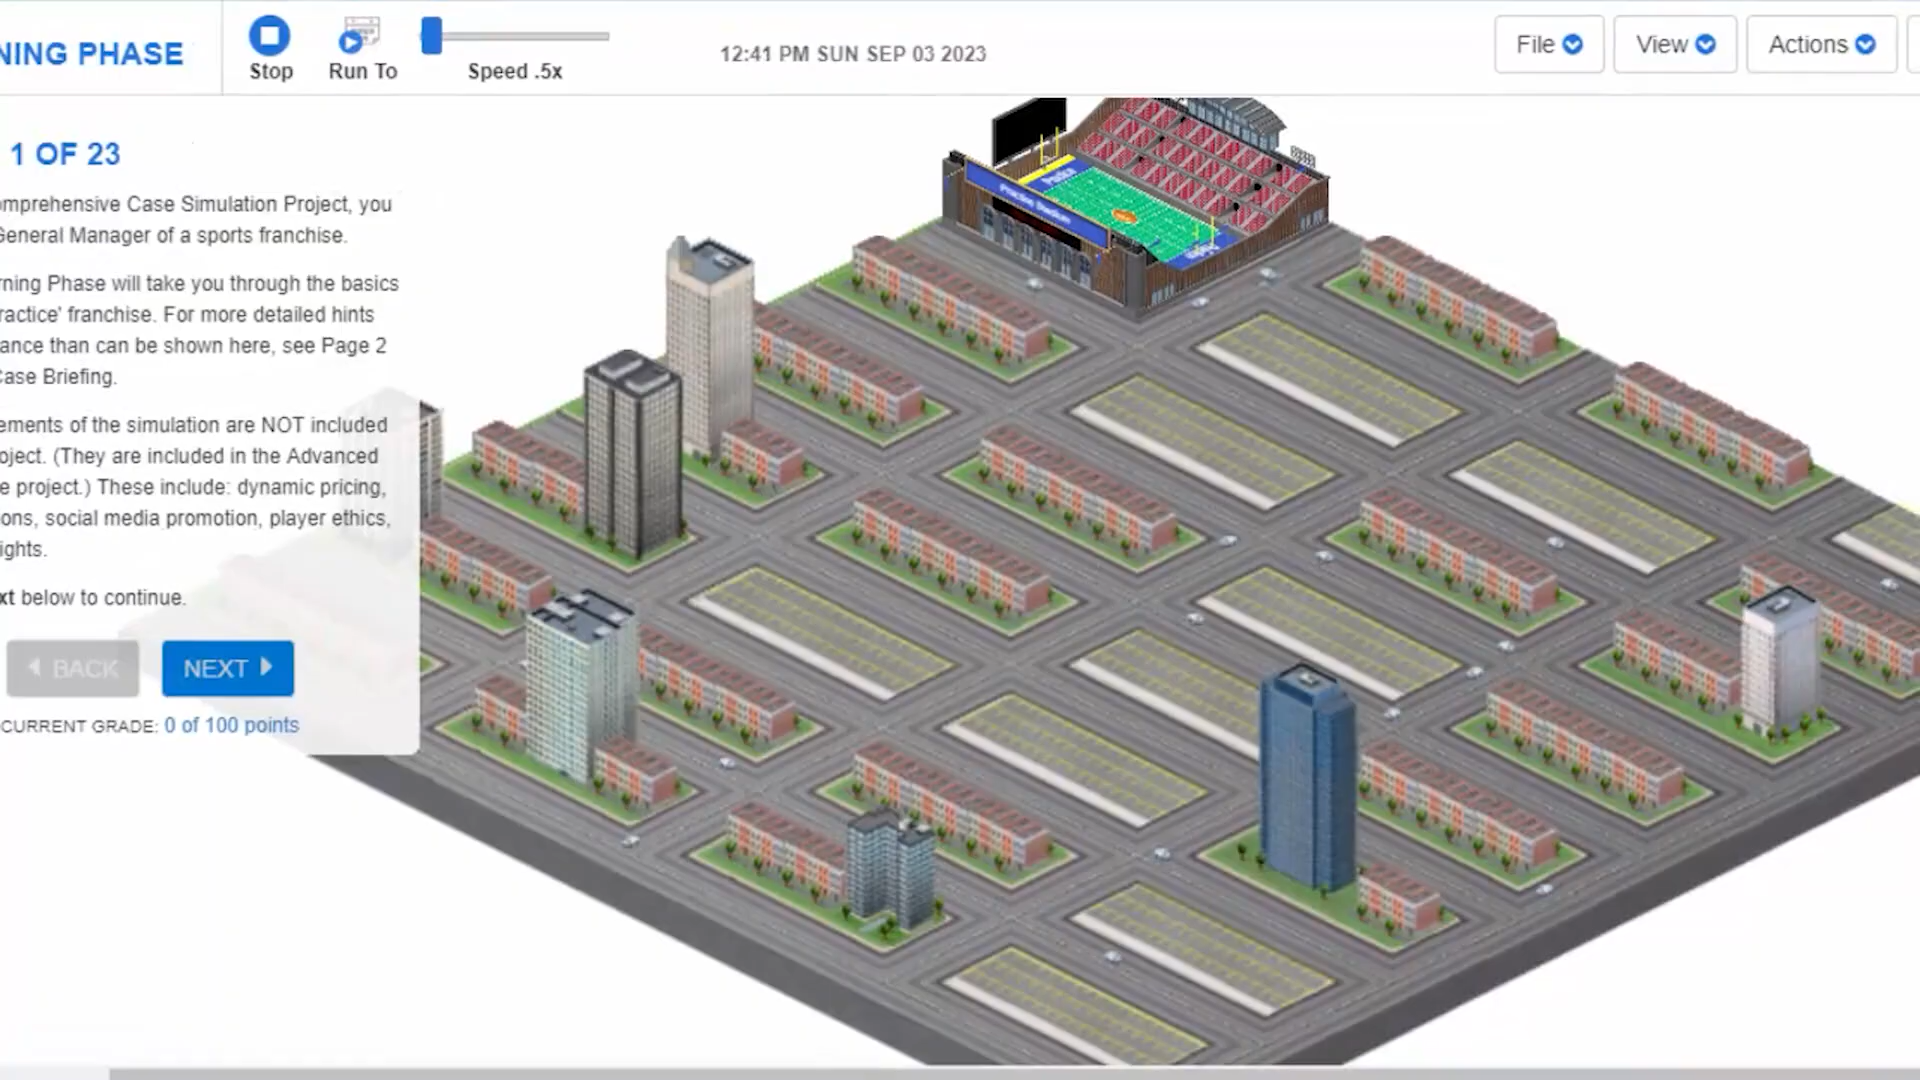 NING PHASE
Stop
Run To
Speed .5x
12:41 PM SUN SEP 03 2023
File
View
Actions
1 OF 23
omprehensive Case Simulation Project, you
General Manager of a sports franchise.
rning Phase will take you through the basics
ractice' franchise. For more detailed hints
ance than can be shown here, see Page 2
Case Briefing.
ements of the simulation are NOT included
oject. (They are included in the Advanced
e project.) These include: dynamic pricing,
ons, social media promotion, player ethics,
ights.
xt below to continue.
BACK
NEXT
CURRENT GRADE: 0 of 100 points
Practice Stadium